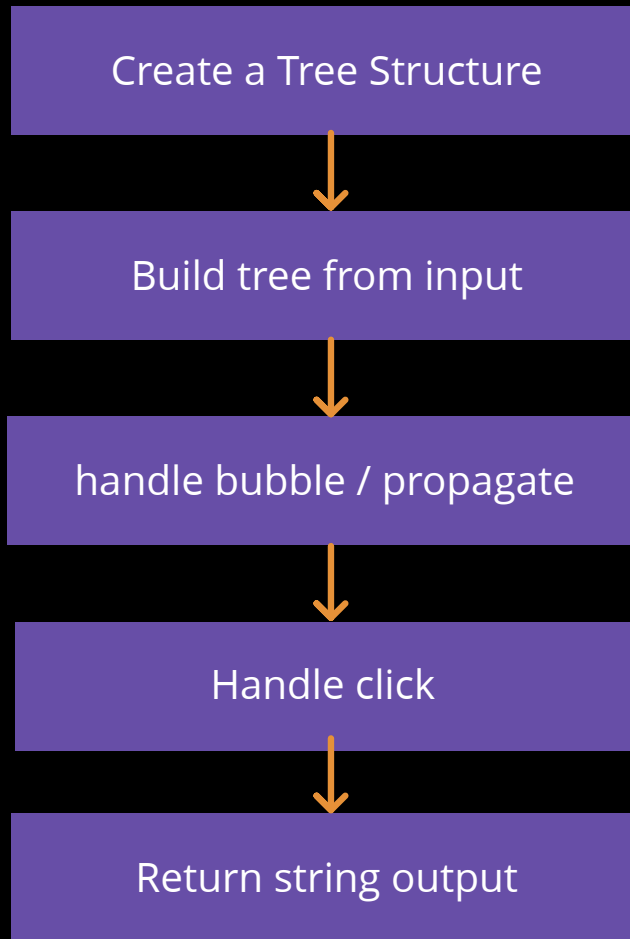 Create a Tree Structure
Build tree from input
handle bubble / propagate
Handle click
Return string output